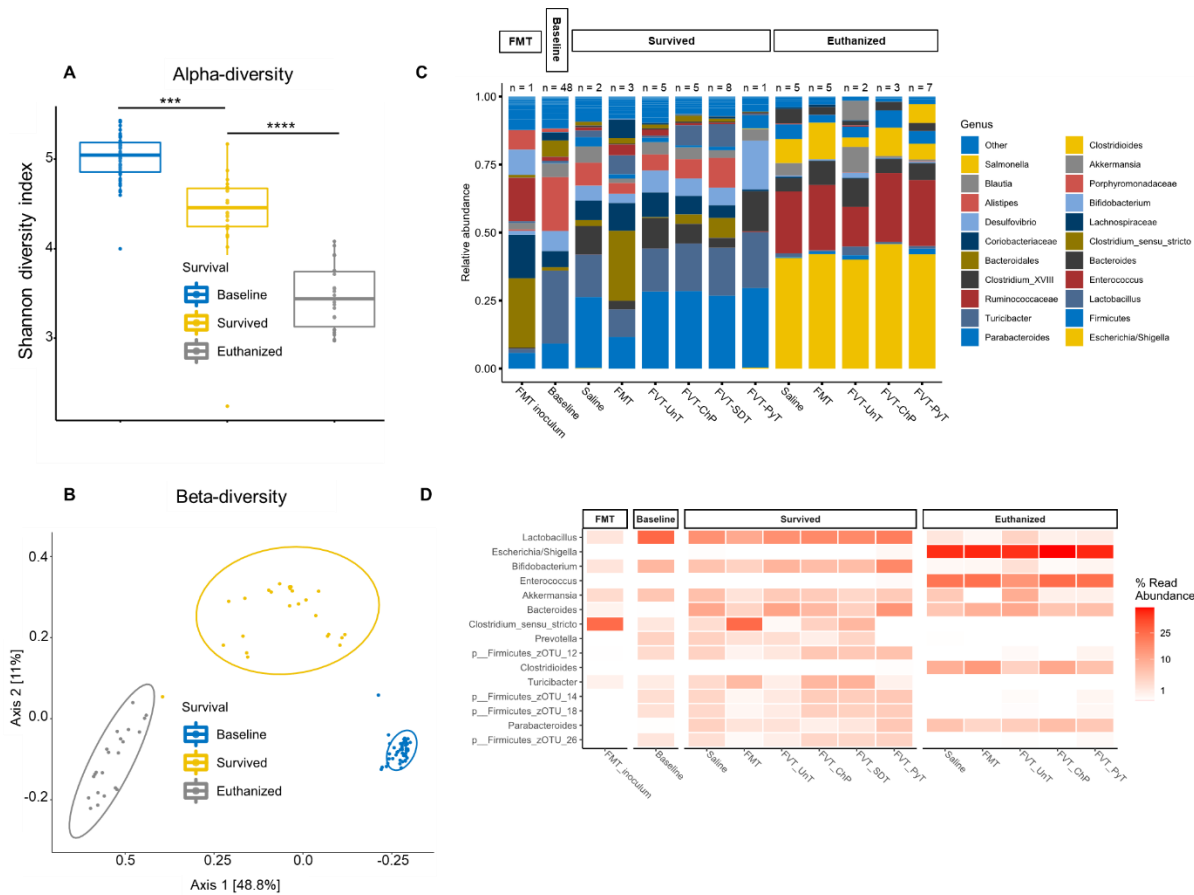 A
Alpha-diversity
***
****
Shannon diversity index
5
4
3
Survival
Baseline
Survived
Euthanized
B
Beta-diversity
Axis 2 [11%]
0.4
0.2
0.0
-0.2
Survival
Baseline
Survived
Euthanized
0.5
0.25
0.0
-0.25
Axis 1 [48.8%]
C
FMT
Baseline
Survived
Euthanized
n = 1
n = 48
n = 2
n = 3
n = 5
n = 5
n = 8
n = 1
n = 5
n = 5
n = 2
n = 3
n = 7
Relative abundance
1.00
0.75
0.50
0.25
0.00
FMT inoculum
Baseline
Saline
FMT
FVT-UnT
FVT-ChP
FVT-SDT
FVT-PyT
Saline
FMT
FVT-UnT
FVT-ChP
FVT-PyT
Genus
Other
Clostridioides
Salmonella
Akkermansia
Blautia
Porphyromonadaceae
Alistipes
Bifidobacterium
Desulfovibrio
Lachnospiraceae
Coriobacteriaceae
Clostridium_sensu_stricto
Bacteroidales
Bacteroides
Clostridium_XVIII
Enterococcus
Ruminococcaceae
Lactobacillus
Turicibacter
Firmicutes
Parabacteroides
Escherichia/Shigella
D
FMT
Baseline
Survived
Euthanized
Lactobacillus
Escherichia/Shigella
Bifidobacterium
Enterococcus
Akkermansia
Bacteroides
Clostridium_sensu_stricto
Prevotella
p__Firmicutes_zOTU_12
Clostridioides
Turicibacter
p__Firmicutes_zOTU_14
p__Firmicutes_zOTU_18
Parabacteroides
p__Firmicutes_zOTU_26
FMT_inoculum
Baseline
Saline
FMT
FVT_UnT
FVT_ChP
FVT_SDT
FVT_PyT
Saline
FMT
FVT_UnT
FVT_ChP
FVT_PyT
% Read
Abundance
25
10
1